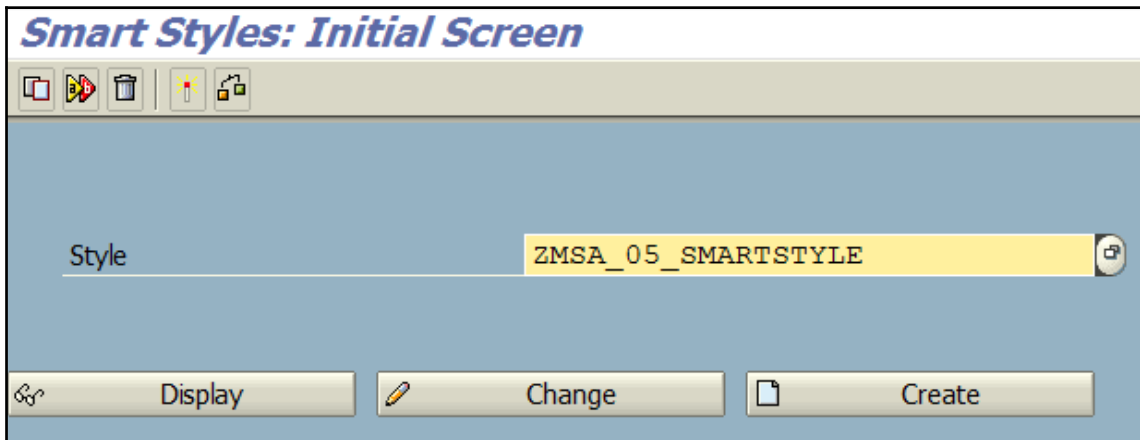 Smart Styles: Initial Screen
Style ZMSA_05_SMARTSTYLE
Display Change Create